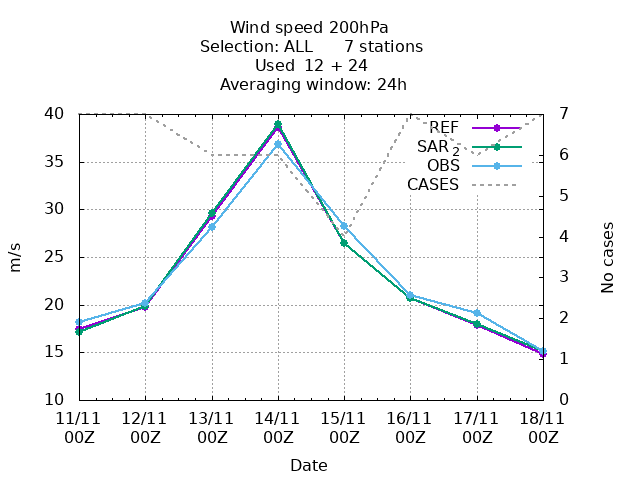 Wind speed 200hPa
Selection: ALL      7 stations
Used  12 + 24
Averaging window: 24h
40
35
30
25
20
15
10
m/s
7
6
5
4
3
2
1
0
No cases
REF
SAR 2
OBS
CASES
11/11 12/11 13/11 14/11 15/11 16/11 17/11 18/11
00Z 00Z 00Z 00Z 00Z 00Z 00Z 00Z
Date